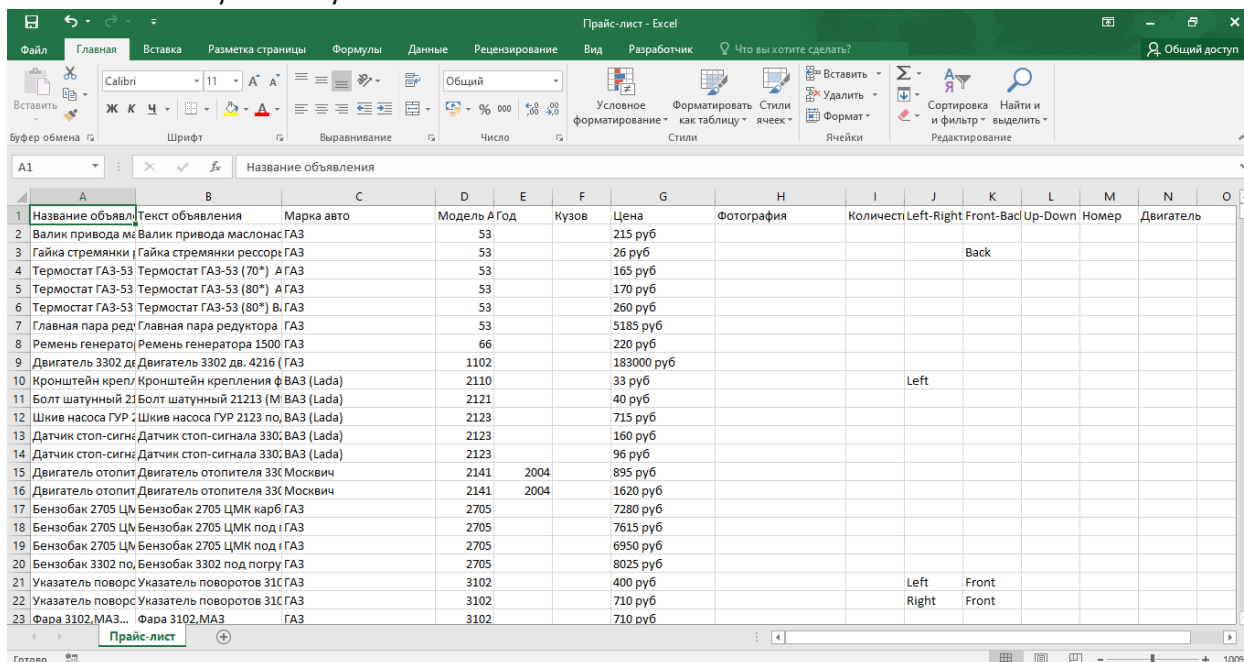 Прайс-лист - Excel
Файл Главная Вставка Разметка страницы Формулы Данные Рецензирование Вид Разработчик Что вы хотите сделать? Общий доступ
Calibri 11 Общий Вставить
Вставить Ж К Ч % 000 Условное форматирование Форматировать как таблицу Стили ячеек Удалить Формат Сортировка и фильтр Найти и выделить
Буфер обмена Шрифт Выравнивание Число Стили Ячейки Редактирование
A1 fx Название объявления
A B C D E F G H I J K L M N O
1 Название объявл Текст объявления Марка авто Модель А Год Кузов Цена Фотография Количест Left-Right Front-Bac Up-Down Номер Двигатель
2 Валик привода ма Валик привода маслонас ГАЗ 53 215 руб
3 Гайка стремянки Гайка стремянки рессор ГАЗ 53 26 руб Back
4 Термостат ГАЗ-53 Термостат ГАЗ-53 (70*) А ГАЗ 53 165 руб
5 Термостат ГАЗ-53 Термостат ГАЗ-53 (80*) А ГАЗ 53 170 руб
6 Термостат ГАЗ-53 Термостат ГАЗ-53 (80*) В ГАЗ 53 260 руб
7 Главная пара ред Главная пара редуктора ГАЗ 53 5185 руб
8 Ремень генерато Ремень генератора 1500 ГАЗ 66 220 руб
9 Двигатель 3302 д Двигатель 3302 дв. 4216 ( ГАЗ 1102 183000 руб
10 Кронштейн креп Кронштейн крепления ф ВАЗ (Lada) 2110 33 руб Left
11 Болт шатунный 21 Болт шатунный 21213 (М ВАЗ (Lada) 2121 40 руб
12 Шкив насоса ГУР 2 Шкив насоса ГУР 2123 по ВАЗ (Lada) 2123 715 руб
13 Датчик стоп-сигн Датчик стоп-сигнала 330 ВАЗ (Lada) 2123 160 руб
14 Датчик стоп-сигн Датчик стоп-сигнала 330 ВАЗ (Lada) 2123 96 руб
15 Двигатель отопит Двигатель отопителя 330 Москвич 2141 2004 895 руб
16 Двигатель отопит Двигатель отопителя 330 Москвич 2141 2004 1620 руб
17 Бензобак 2705 ЦМ Бензобак 2705 ЦМК карб ГАЗ 2705 7280 руб
18 Бензобак 2705 ЦМ Бензобак 2705 ЦМК под ГАЗ 2705 7615 руб
19 Бензобак 2705 ЦМ Бензобак 2705 ЦМК под ГАЗ 2705 6950 руб
20 Бензобак 3302 по Бензобак 3302 под погру ГАЗ 2705 8025 руб
21 Указатель поворо Указатель поворотов 310 ГАЗ 3102 400 руб Left Front
22 Указатель поворо Указатель поворотов 310 ГАЗ 3102 710 руб Right Front
23 Фара 3102,МАЗ... Фара 3102,МАЗ ГАЗ 3102 710 руб
Прайс-лист
Готово 100%